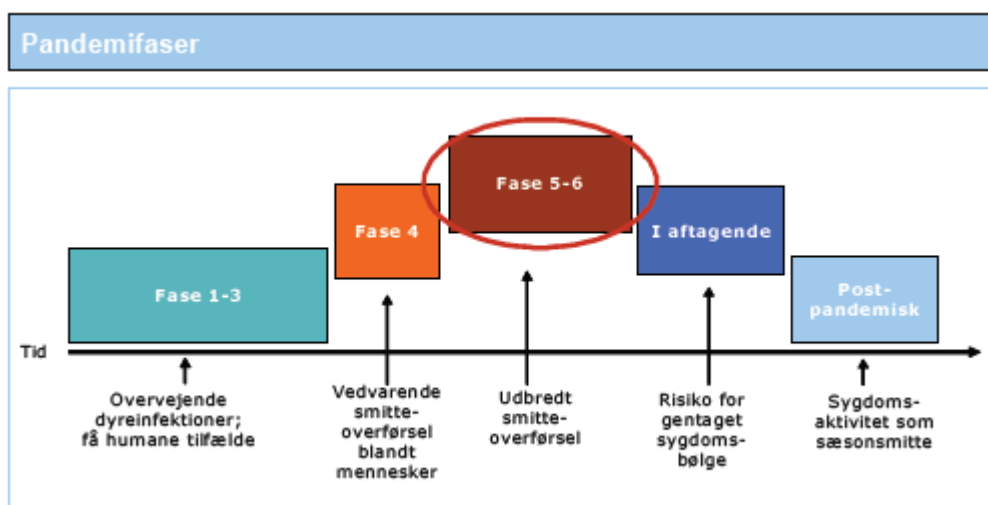 Pandemifaser
Fase 5-6
Fase 4
I aftagende
Fase 1-3
Post-
pandemisk
Tid
Overvejende
dyreinfektioner;
få humane tilfælde
Vedvarende
smitte-
overførsel
blandt
mennesker
Udbredt
smitte-
overførsel
Risiko for
gentaget
sygdoms-
bølge
Sygdoms-
aktivitet som
sæsonsmitte